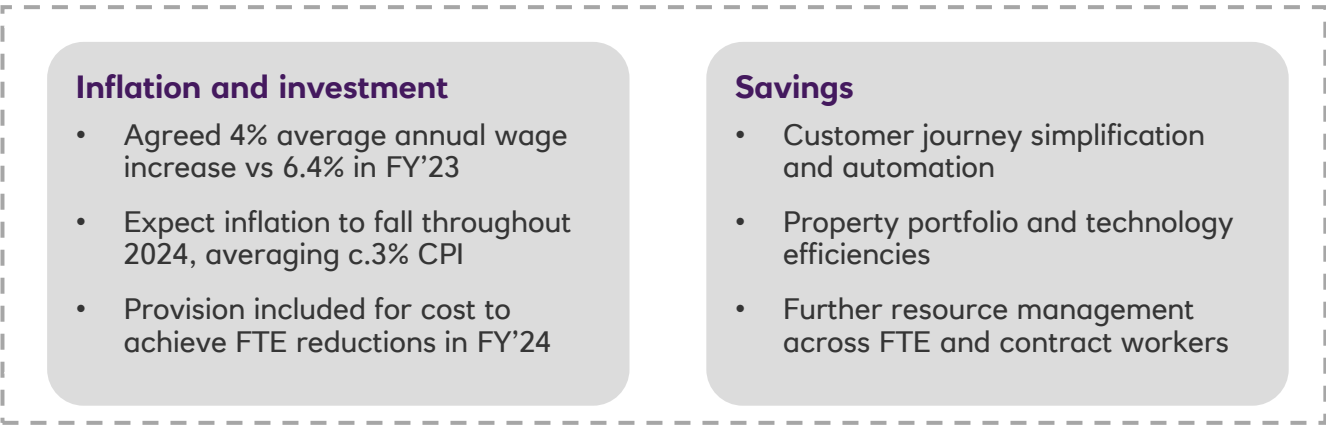 Inflation and investment
• Agreed 4% average annual wage
increase vs 6.4% in FY’23
• Expect inflation to fall throughout
2024, averaging c.3% CPI
• Provision included for cost to
achieve FTE reductions in FY’24
Savings
• Customer journey simplification
and automation
• Property portfolio and technology
efficiencies
• Further resource management
across FTE and contract workers